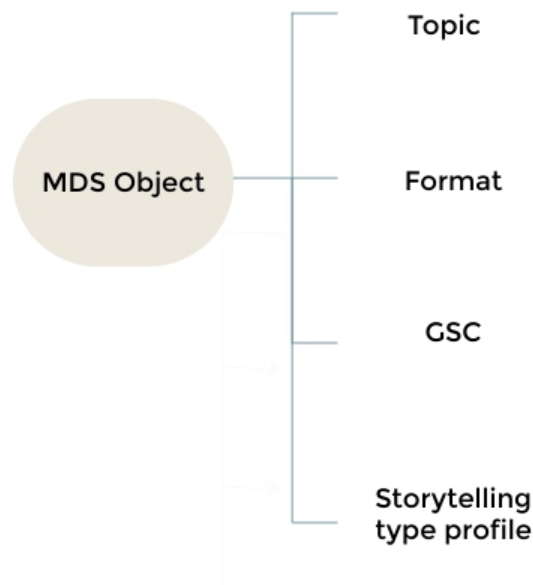 Topic
MDS Object
Format
GSC
Storytelling
type profile